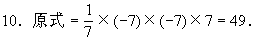 10. 原式 = 1/7 × (−7) × (−7) × 7 = 49.